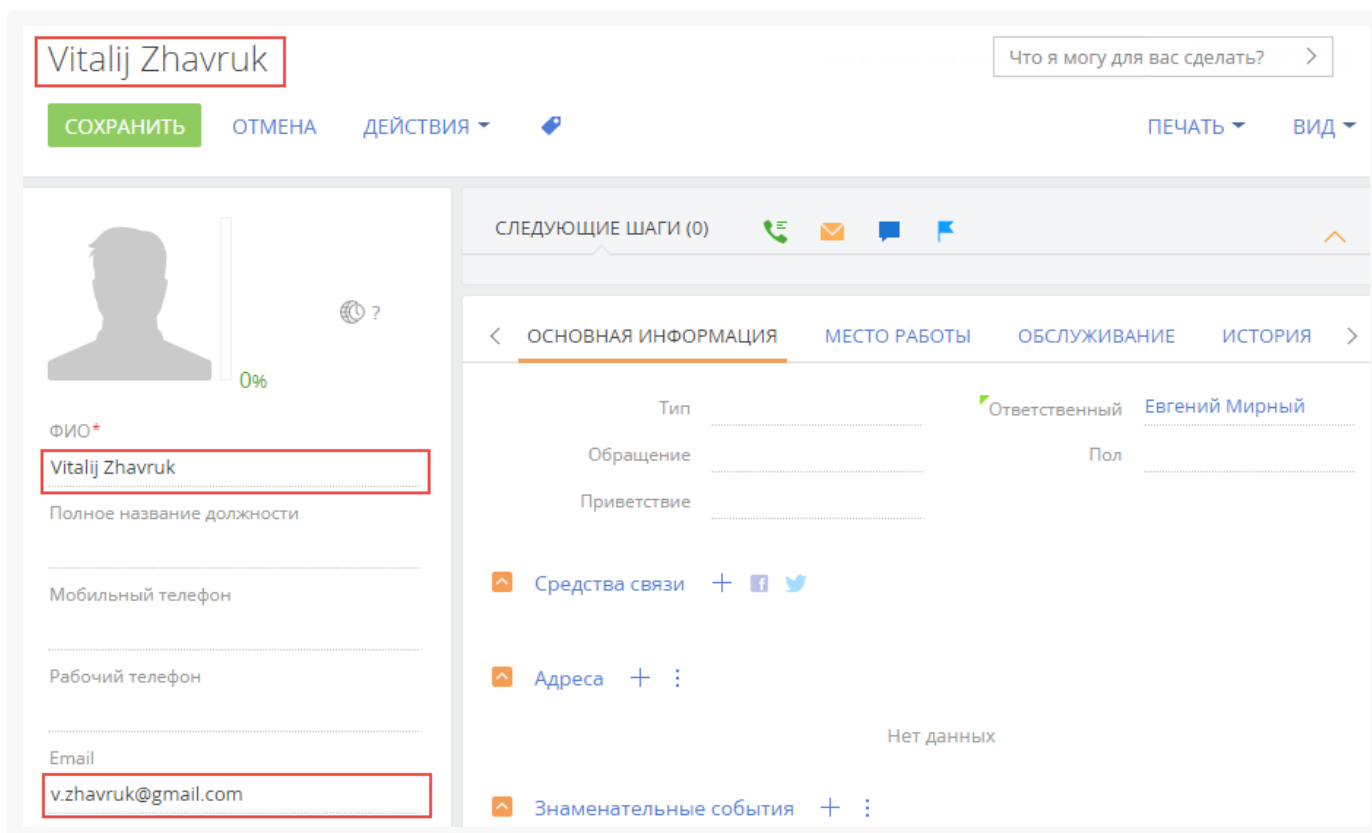 Vitalij Zhavruk
Что я могу для вас сделать?
СОХРАНИТЬ ОТМЕНА ДЕЙСТВИЯ ПЕЧАТЬ ВИД
СЛЕДУЮЩИЕ ШАГИ (0)
?
0%
ФИО*
Vitalij Zhavruk
Полное название должности
Мобильный телефон
Рабочий телефон
Email
v.zhavruk@gmail.com
ОСНОВНАЯ ИНФОРМАЦИЯ МЕСТО РАБОТЫ ОБСЛУЖИВАНИЕ ИСТОРИЯ
Тип Ответственный Евгений Мирный
Обращение Пол
Приветствие
Средства связи
Адреса
Нет данных
Знаменательные события